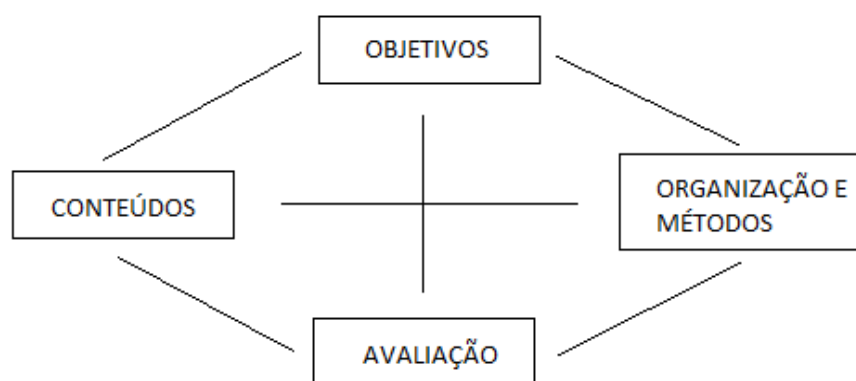 OBJETIVOS
CONTEÚDOS
ORGANIZAÇÃO E
MÉTODOS
AVALIAÇÃO